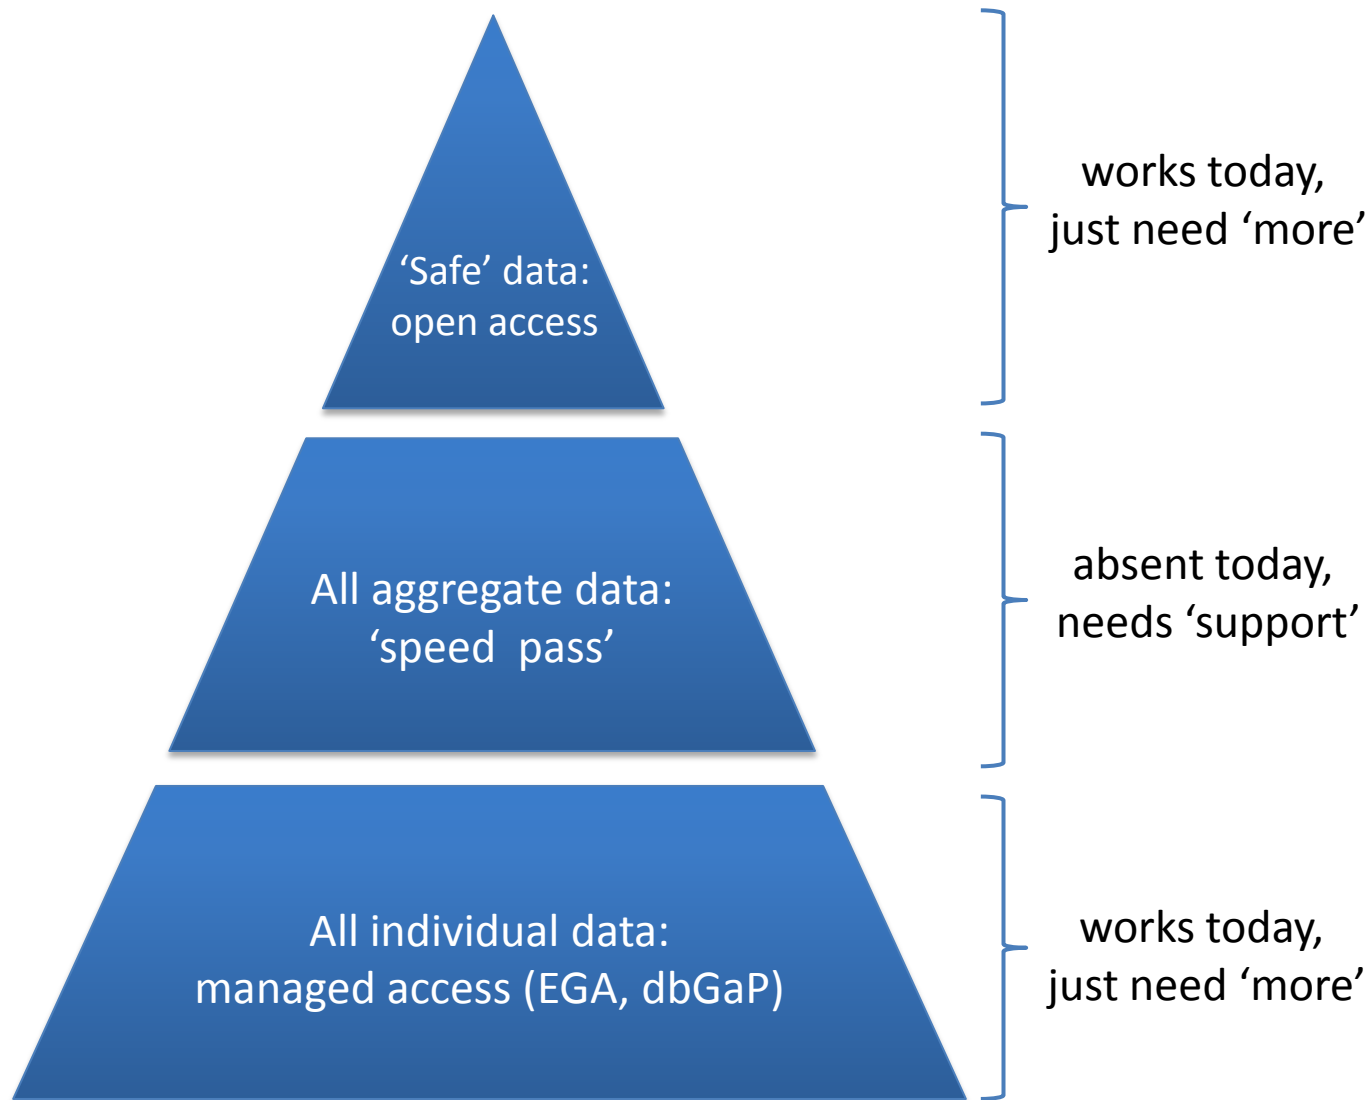 ‘Safe’ data:
open access
works today,
just need ‘more’
All aggregate data:
‘speed  pass’
absent today,
needs ‘support’
All individual data:
managed access (EGA, dbGaP)
works today,
just need ‘more’